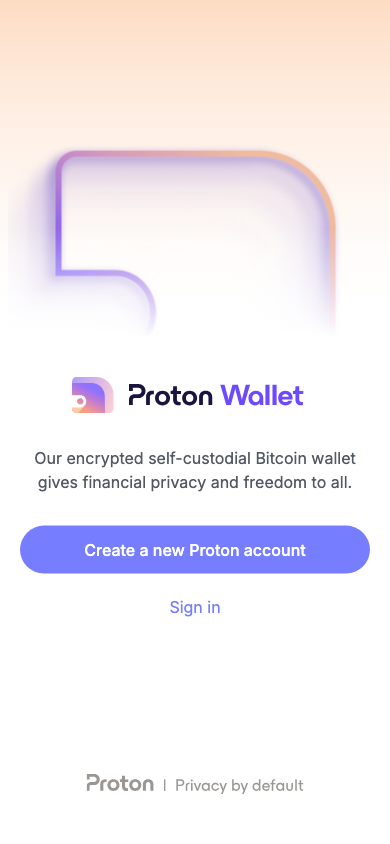 Proton Wallet
Our encrypted self-custodial Bitcoin wallet
gives financial privacy and freedom to all.
Create a new Proton account
Sign in
Proton | Privacy by default